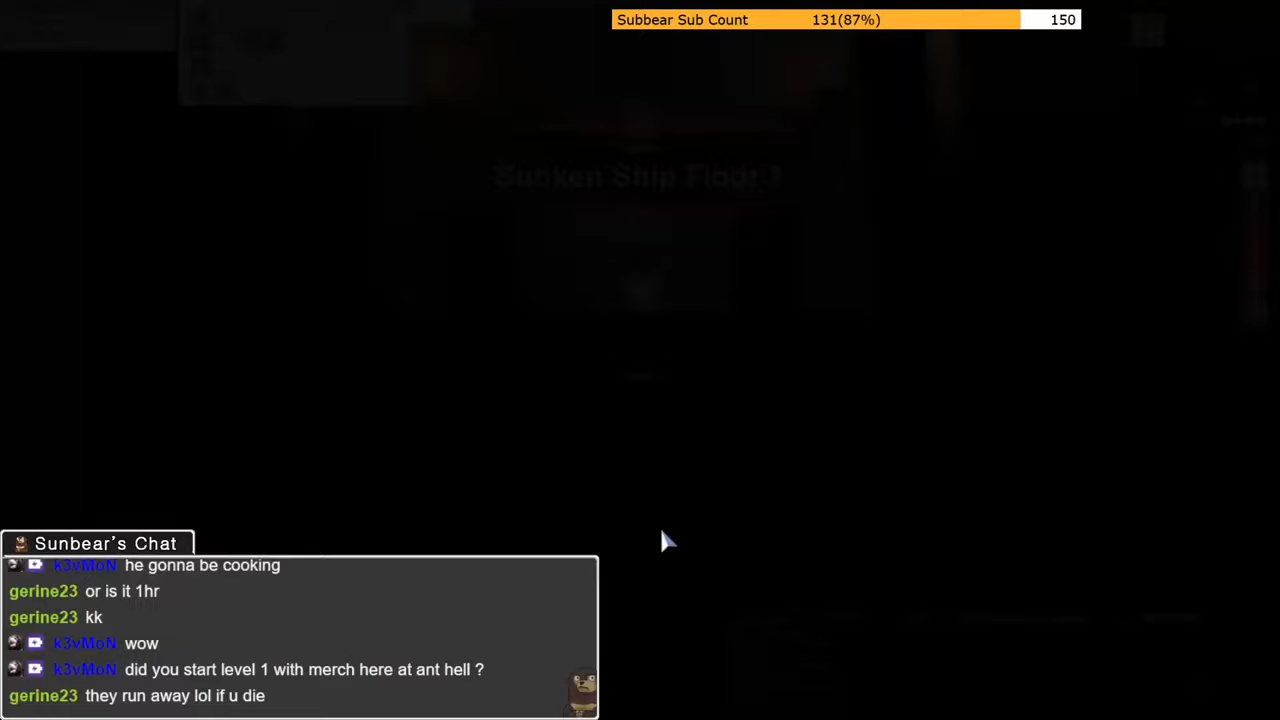 Subbear Sub Count 131(87%) 150
Sunken Ship Floor 1
Sunbear's Chat
k3vMoN he gonna be cooking
gerine23 or is it 1hr
gerine23 kk
k3vMoN wow
k3vMoN did you start level 1 with merch here at ant hell ?
gerine23 they run away lol if u die